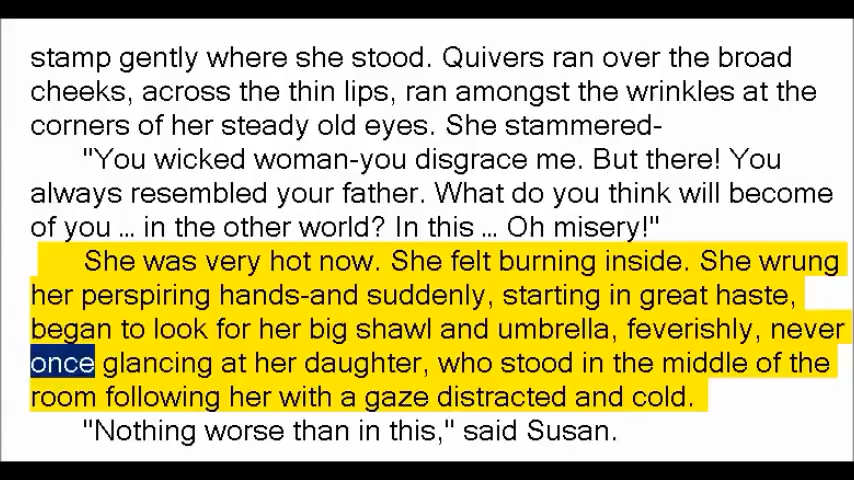 stamp gently where she stood. Quivers ran over the broad
cheeks, across the thin lips, ran amongst the wrinkles at the
corners of her steady old eyes. She stammered-
"You wicked woman-you disgrace me. But there! You
always resembled your father. What do you think will become
of you ... in the other world? In this ... Oh misery!"
She was very hot now. She felt burning inside. She wrung
her perspiring hands-and suddenly, starting in great haste,
began to look for her big shawl and umbrella, feverishly, never
once glancing at her daughter, who stood in the middle of the
room following her with a gaze distracted and cold.
"Nothing worse than in this," said Susan.